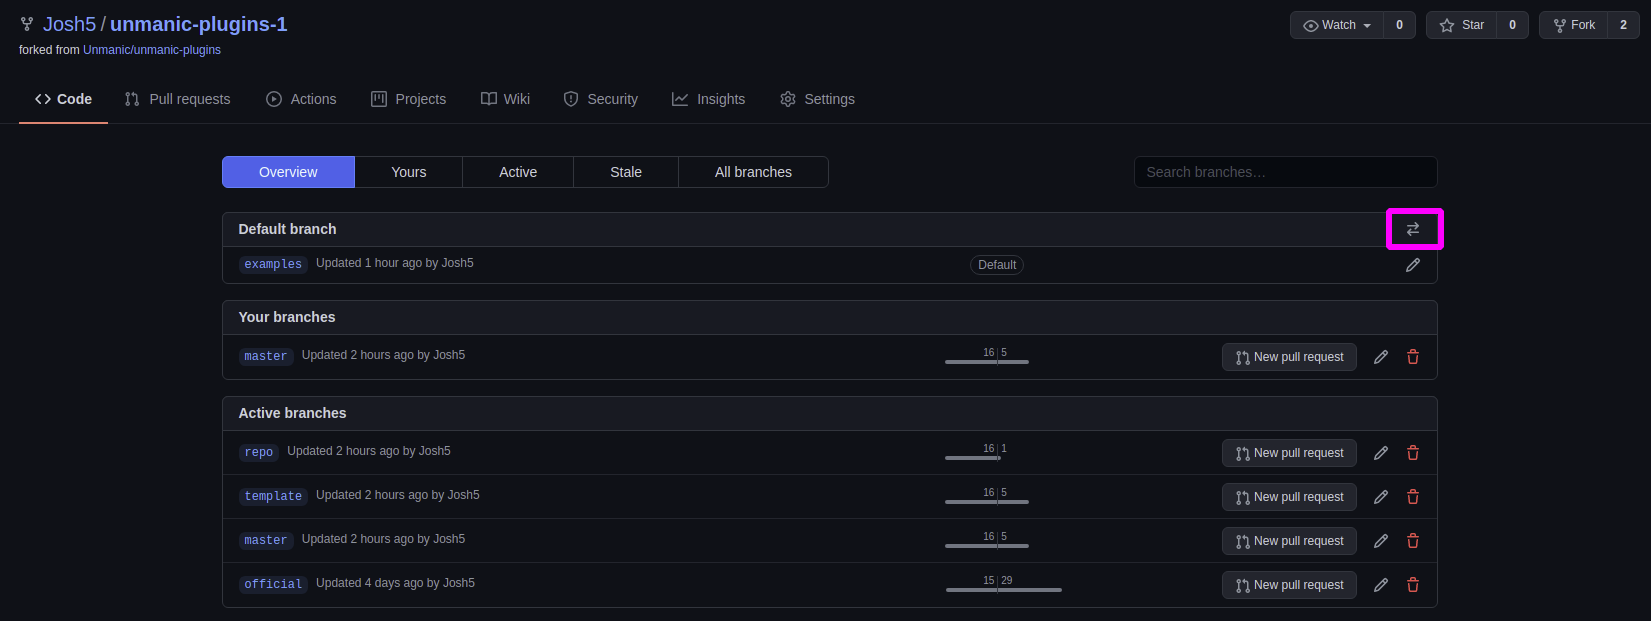 Josh5 / unmanic-plugins-1
Watch 0 Star 0 Fork 2
forked from Unmanic/unmanic-plugins
Code Pull requests Actions Projects Wiki Security Insights Settings
Overview Yours Active Stale All branches Search branches…
Default branch
examples Updated 1 hour ago by Josh5 Default
Your branches
master Updated 2 hours ago by Josh5 16 5 New pull request
Active branches
repo Updated 2 hours ago by Josh5 16 1 New pull request
template Updated 2 hours ago by Josh5 16 5 New pull request
master Updated 2 hours ago by Josh5 16 5 New pull request
official Updated 4 days ago by Josh5 15 29 New pull request